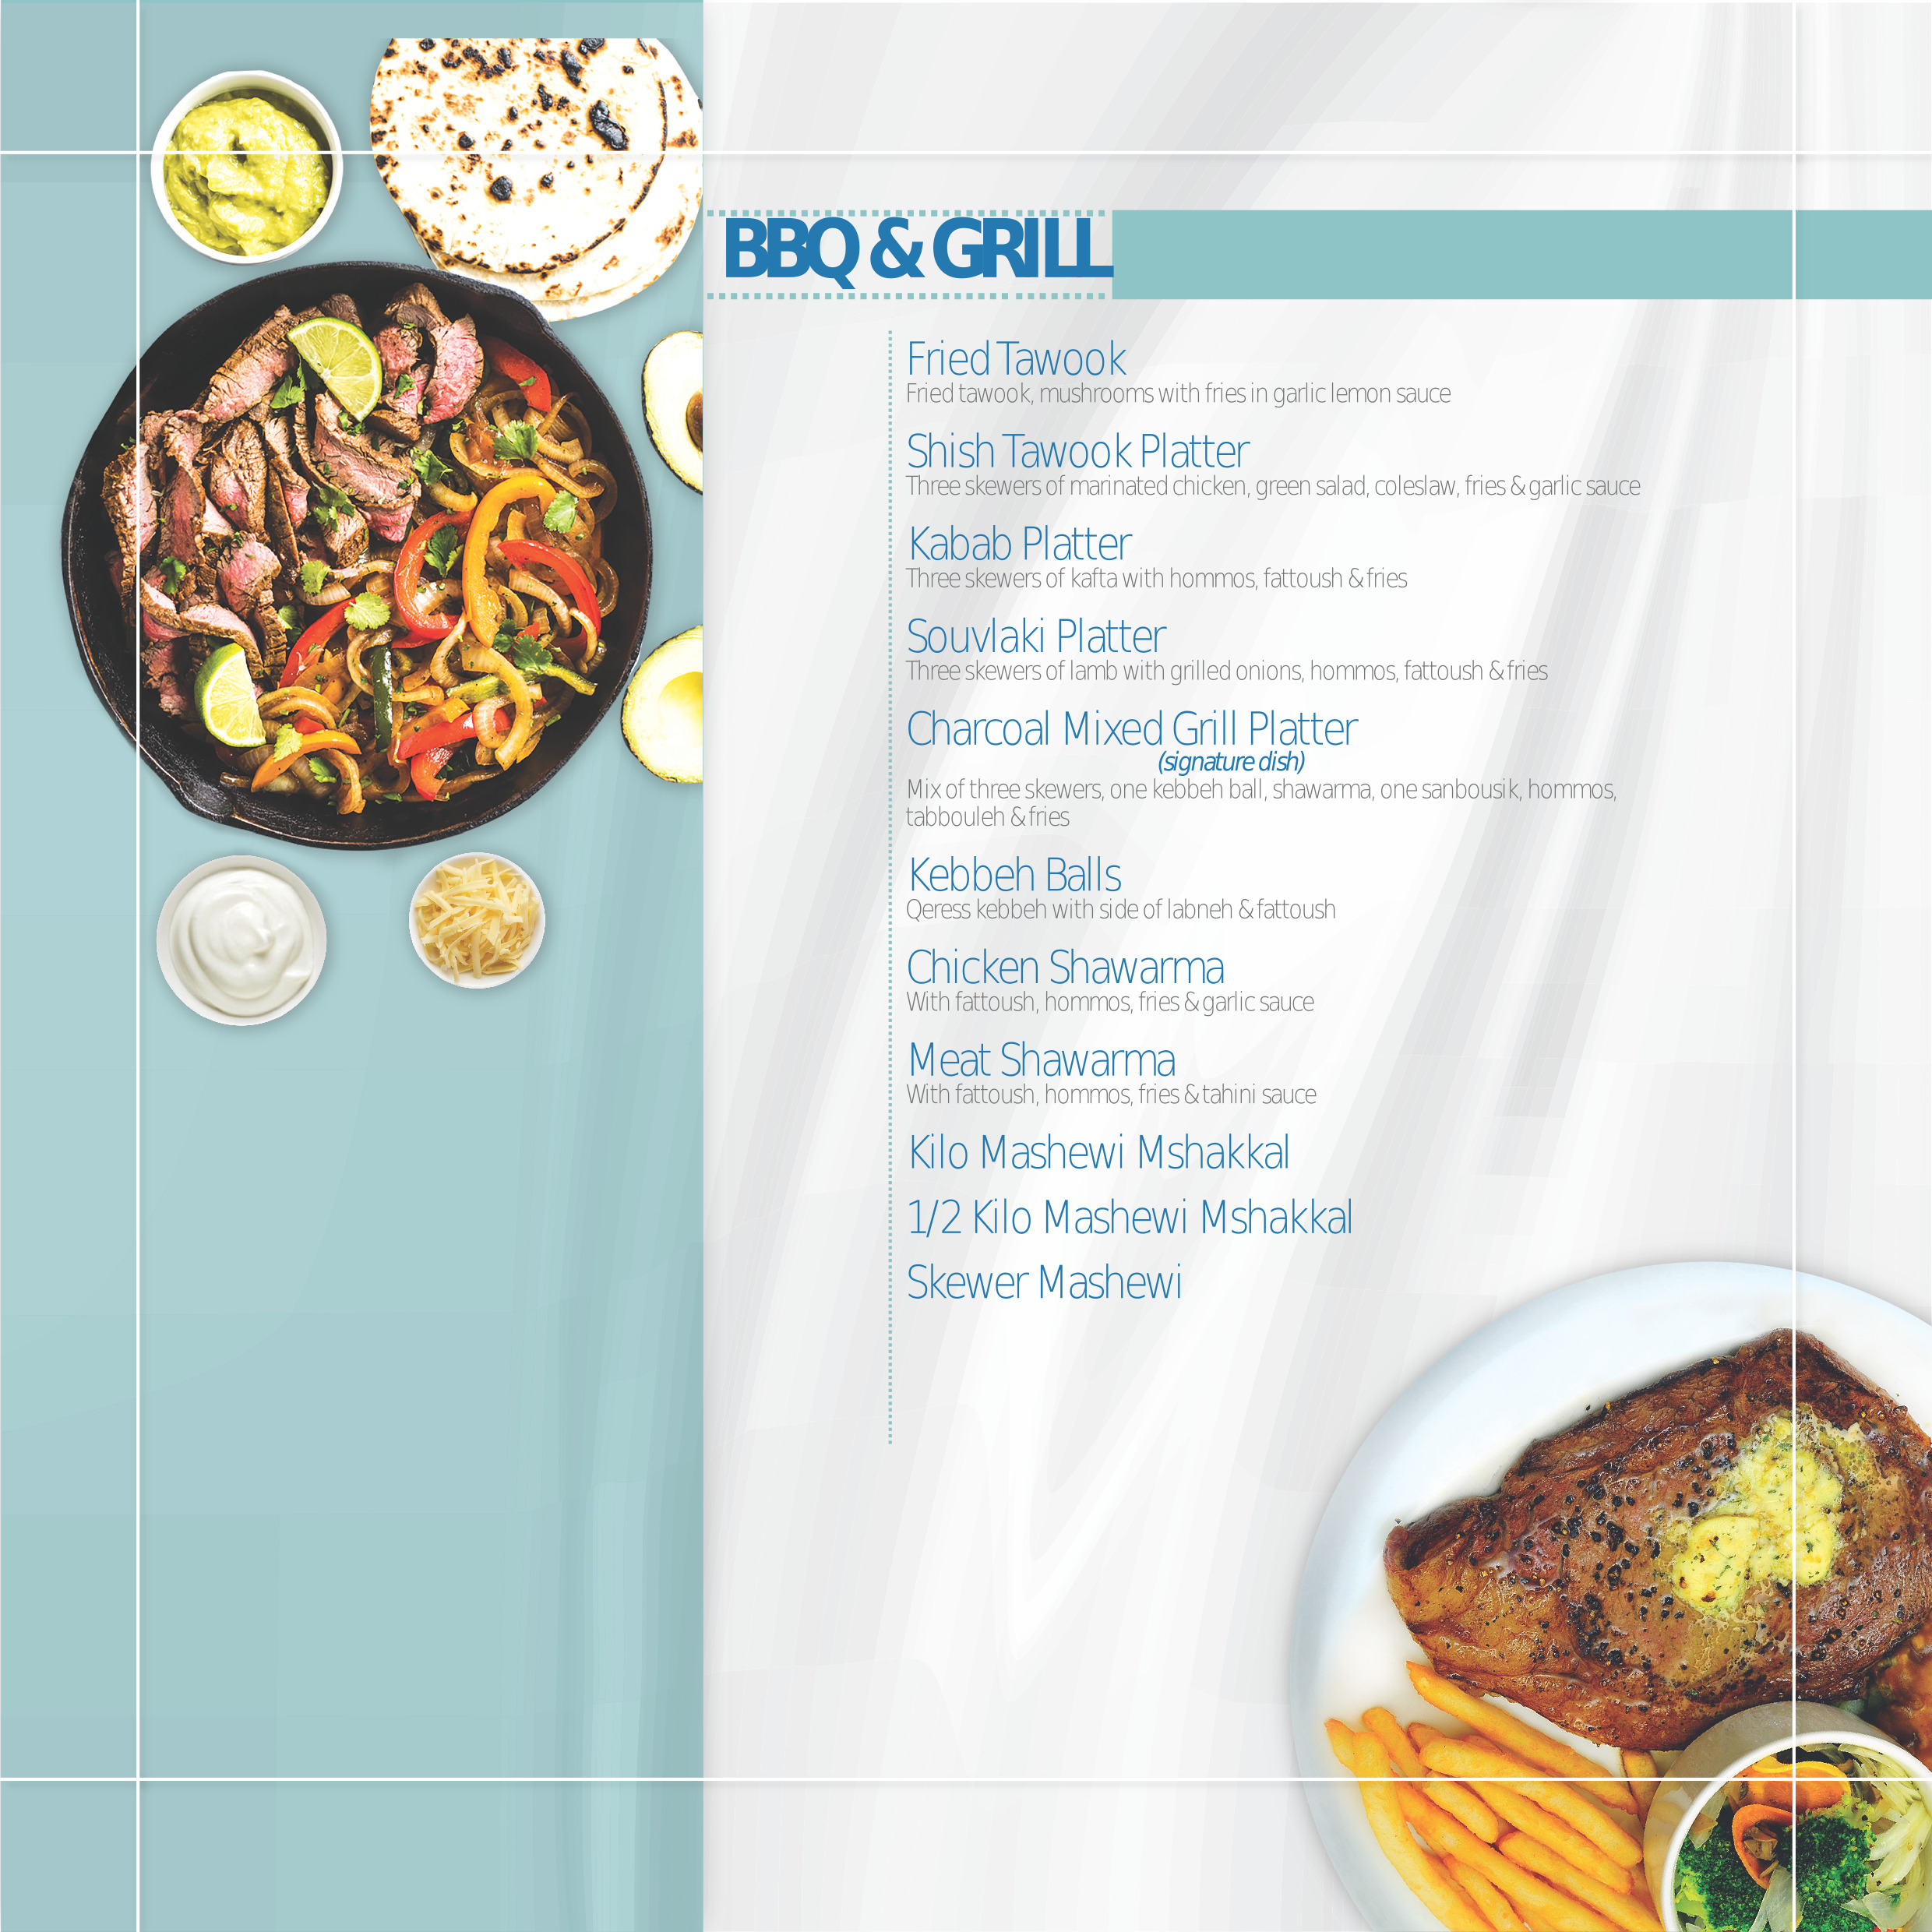 BBQ & GRILL
Fried Tawook
Fried tawook, mushrooms with fries in garlic lemon sauce
Shish Tawook Platter
Three skewers of marinated chicken, green salad, coleslaw, fries & garlic sauce
Kabab Platter
Three skewers of kafta with hommos, fattoush & fries
Souvlaki Platter
Three skewers of lamb with grilled onions, hommos, fattoush & fries
Charcoal Mixed Grill Platter
(signature dish)
Mix of three skewers, one kebbeh ball, shawarma, one sanbousik, hommos,
tabbouleh & fries
Kebbeh Balls
Qeress kebbeh with side of labneh & fattoush
Chicken Shawarma
With fattoush, hommos, fries & garlic sauce
Meat Shawarma
With fattoush, hommos, fries & tahini sauce
Kilo Mashewi Mshakkal
1/2 Kilo Mashewi Mshakkal
Skewer Mashewi